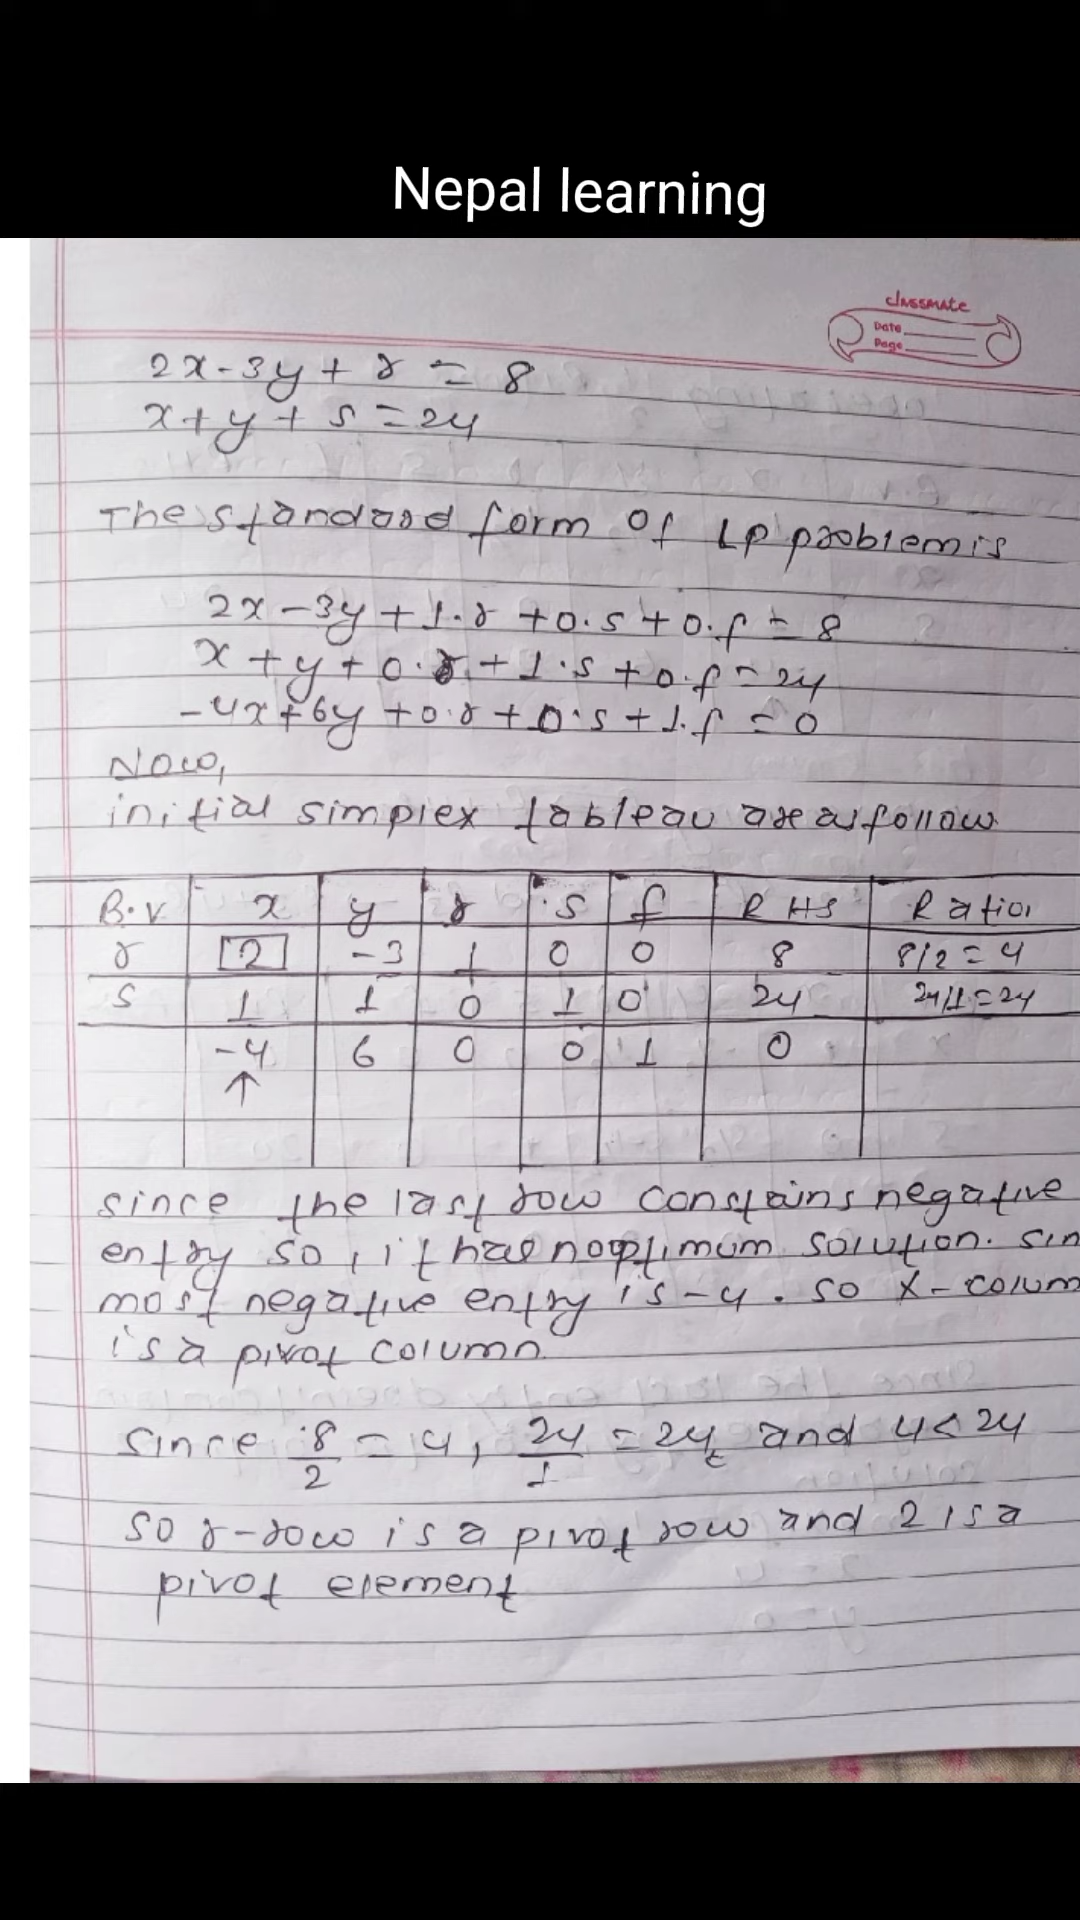 Nepal learning
classmate
Date
Page
2x-3y+r = 8
x+y+s=24
The standard form of LP problem is
2x-3y+1.r+0.s+0.f=8
x+y+0.r+1.s+0.f=24
-4x+6y+0.r+0.s+1.f=0
Now,
initial simplex tableau are as follow
B.V x y r s f RHS Ratio
r 2 -3 1 0 0 8 8/2=4
s 1 1 0 1 0 24 24/1=24
-4 6 0 0 1 0
↑
since the last row constains negative
entry so, it has no optimum solution. Sin
most negative entry is -4. so x-colum
is a pivot column.
Since 8/2 = 4, 24/1 = 24, and 4<24
so r-row is a pivot row and 2 is a
pivot element